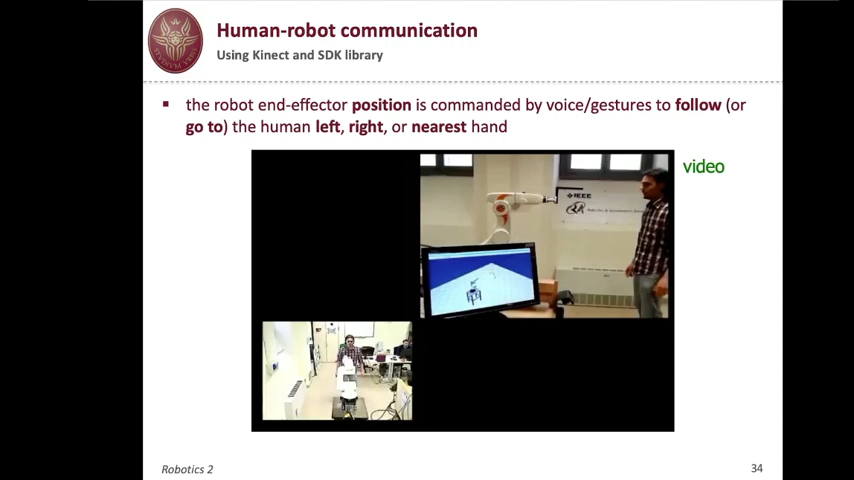 Human-robot communication
Using Kinect and SDK library
the robot end-effector position is commanded by voice/gestures to follow (or
go to) the human left, right, or nearest hand
video
IEEE
Robotics 2
34